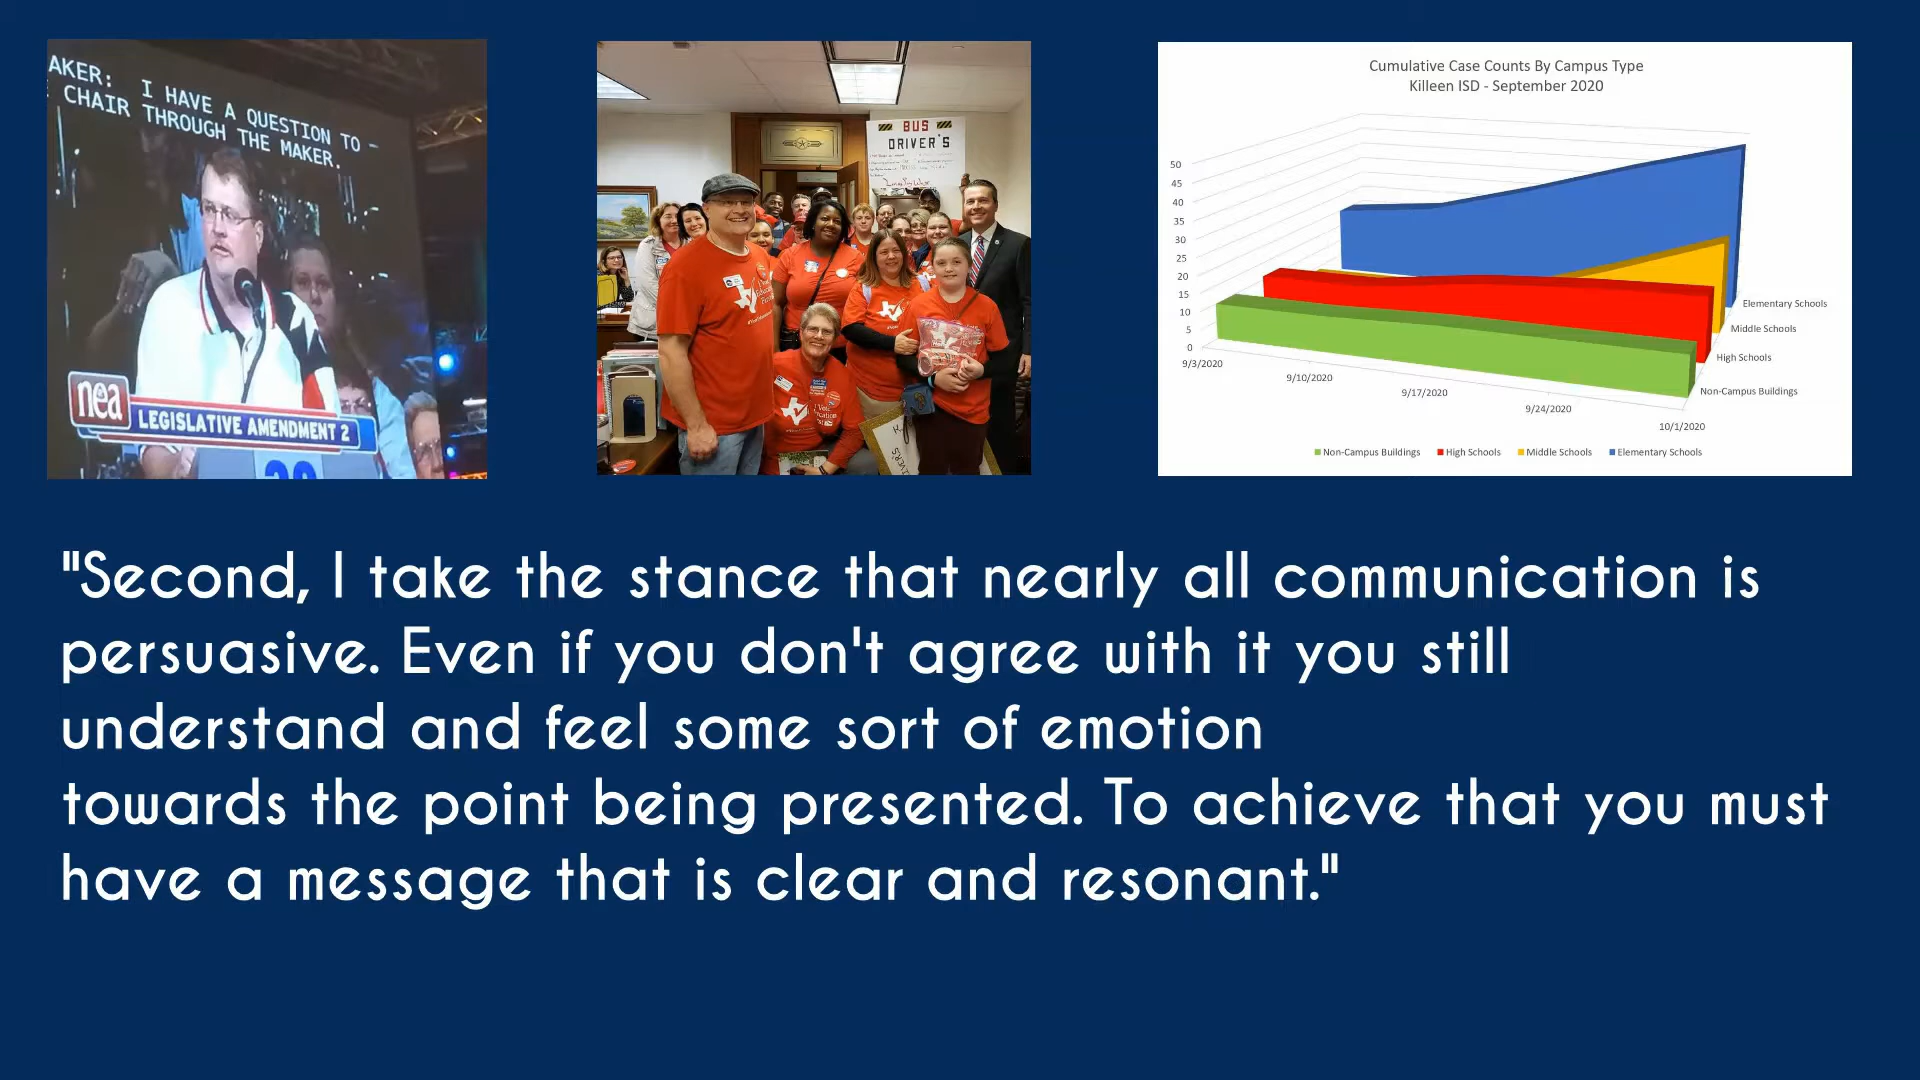 AKER: I HAVE A QUESTION TO -
CHAIR THROUGH THE MAKER.
nea
LEGISLATIVE AMENDMENT 2
BUS
DRIVER'S
Cumulative Case Counts By Campus Type
Killeen ISD - September 2020
50
45
40
35
30
25
20
15
10
5
0
9/3/2020
9/10/2020
9/17/2020
9/24/2020
10/1/2020
Elementary Schools
Middle Schools
High Schools
Non-Campus Buildings
Non-Campus Buildings High Schools Middle Schools Elementary Schools
"Second, I take the stance that nearly all communication is
persuasive. Even if you don't agree with it you still
understand and feel some sort of emotion
towards the point being presented. To achieve that you must
have a message that is clear and resonant."